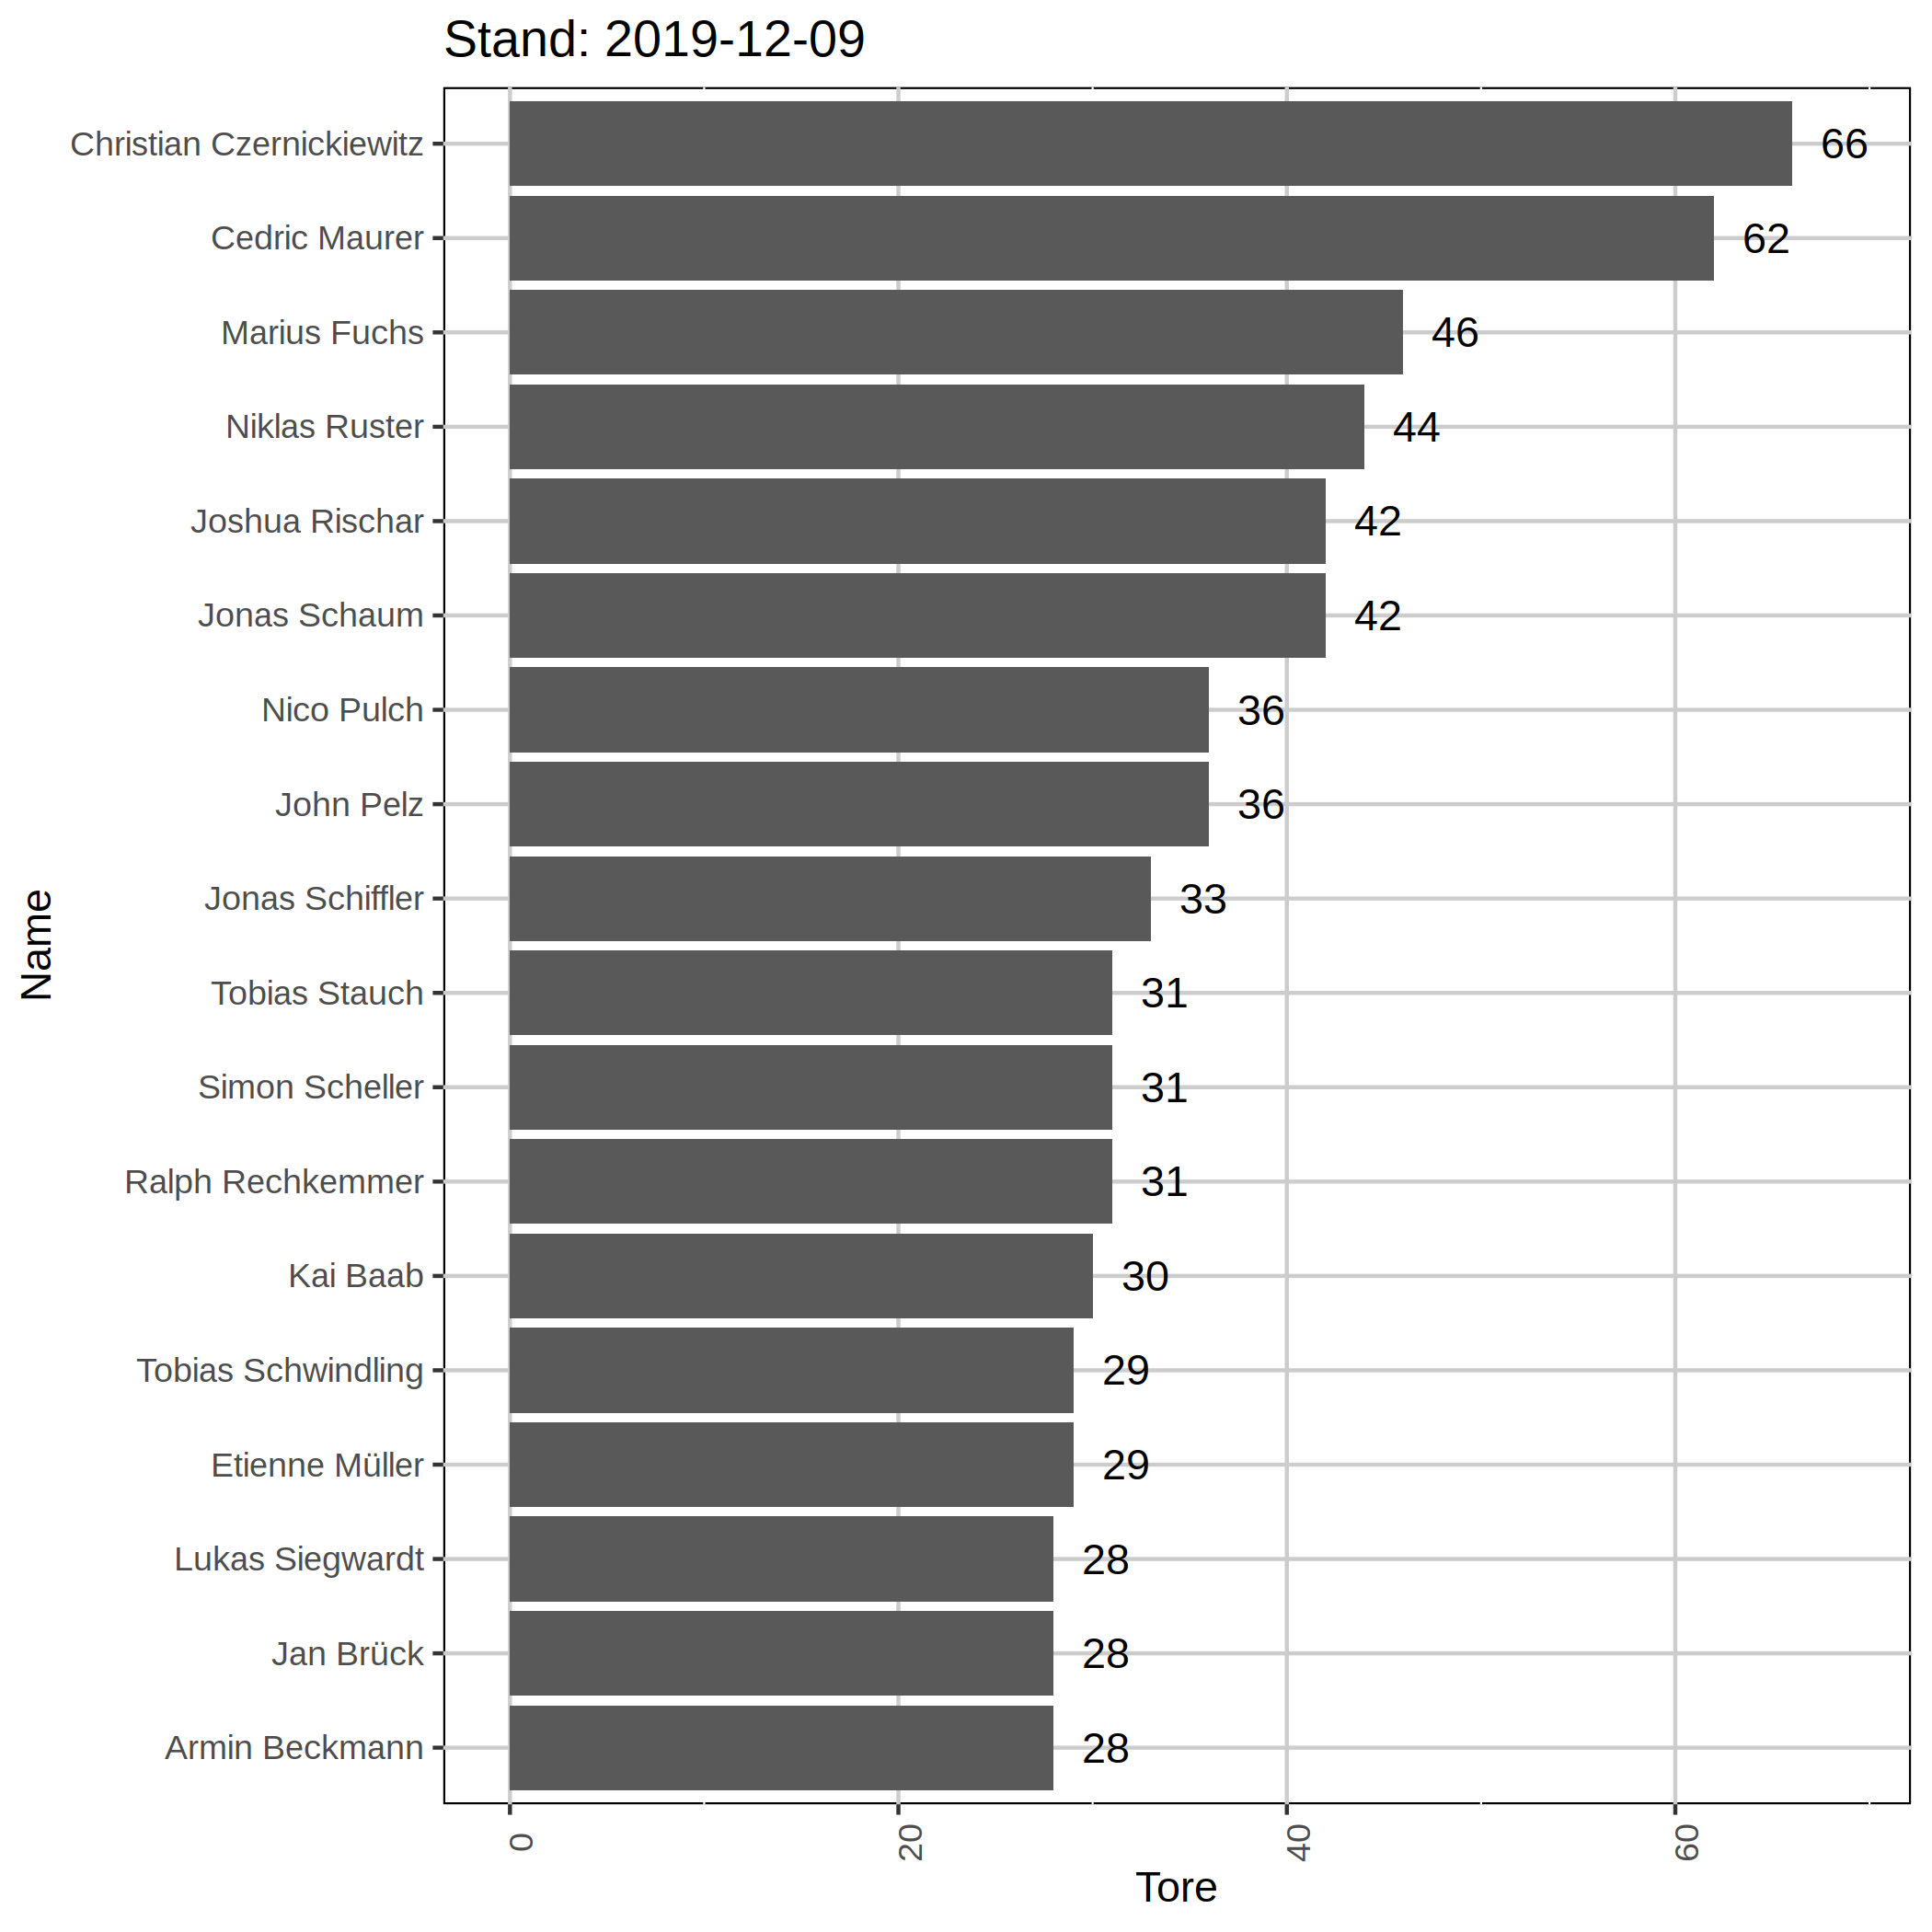 Stand: 2019-12-09
Christian Czernickiewitz 66
Cedric Maurer 62
Marius Fuchs 46
Niklas Ruster 44
Joshua Rischar 42
Jonas Schaum 42
Nico Pulch 36
John Pelz 36
Jonas Schiffler 33
Tobias Stauch 31
Simon Scheller 31
Ralph Rechkemmer 31
Kai Baab 30
Tobias Schwindling 29
Etienne Müller 29
Lukas Siegwardt 28
Jan Brück 28
Armin Beckmann 28
Name
0 20 40 60
Tore